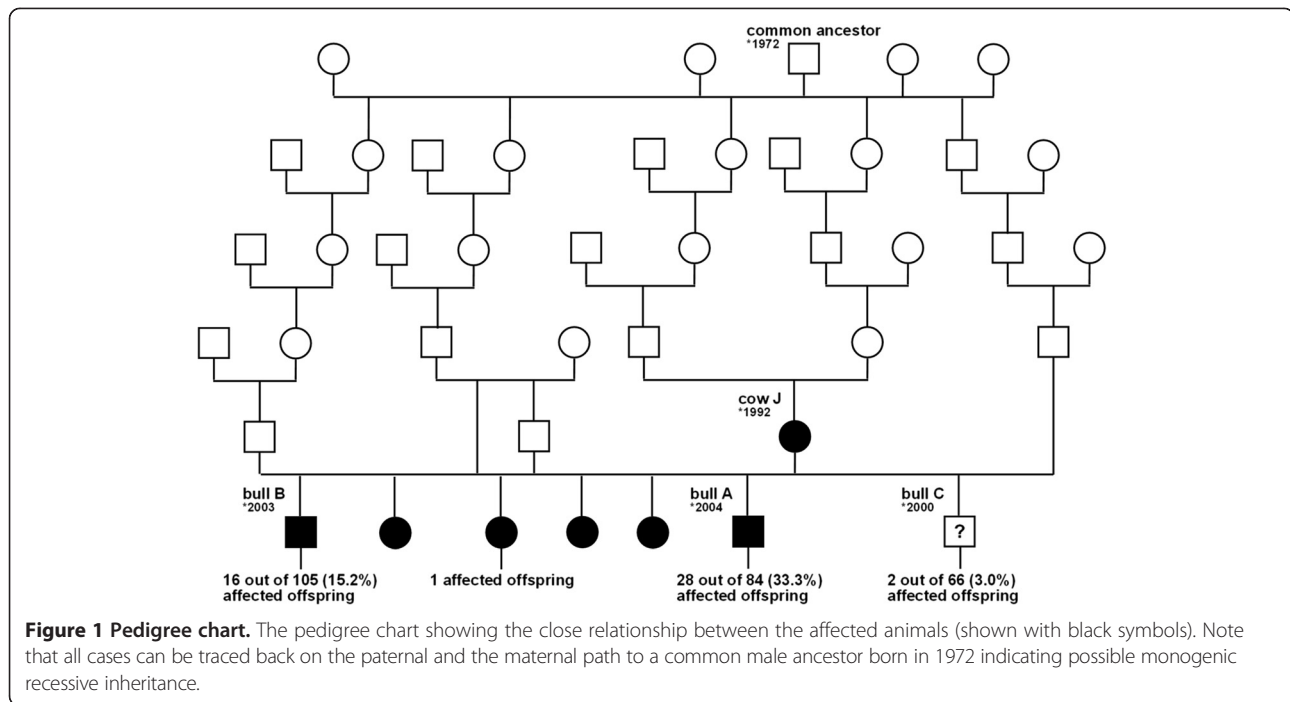 common ancestor
*1972
cow J
*1992
bull B
*2003
bull A
*2004
bull C
*2000
?
16 out of 105 (15.2%)
affected offspring
1 affected offspring
28 out of 84 (33.3%)
affected offspring
2 out of 66 (3.0%)
affected offspring
Figure 1 Pedigree chart. The pedigree chart showing the close relationship between the affected animals (shown with black symbols). Note
that all cases can be traced back on the paternal and the maternal path to a common male ancestor born in 1972 indicating possible monogenic
recessive inheritance.